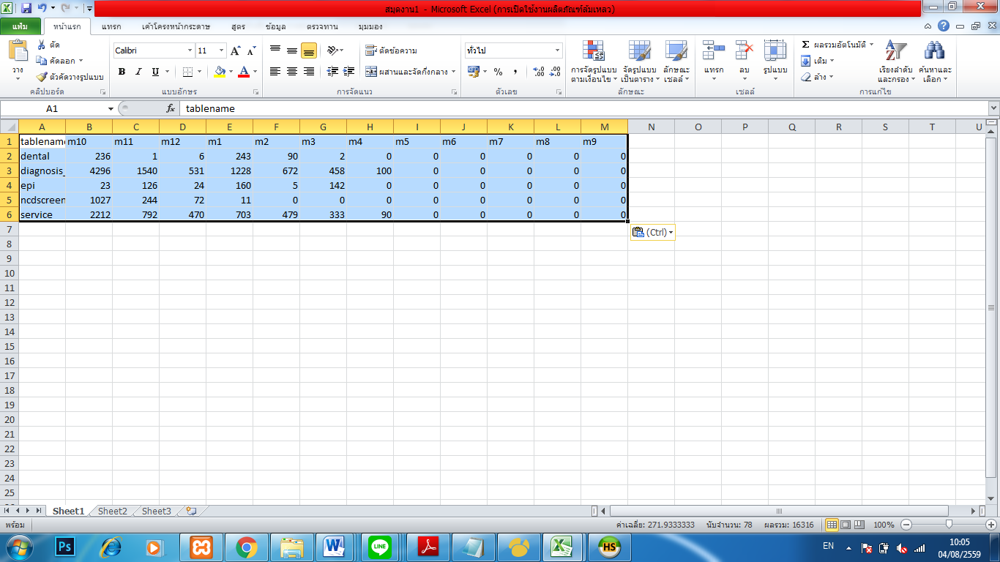 สมุดงาน1 - Microsoft Excel (การเปิดใช้งานผลิตภัณฑ์ล้มเหลว)
แฟ้ม หน้าแรก แทรก เค้าโครงหน้ากระดาษ สูตร ข้อมูล ตรวจทาน มุมมอง
วาง ตัด คัดลอก ตัวคัดวางรูปแบบ คลิปบอร์ด
Calibri 11 B I U A แบบอักษร
ตัดข้อความ ผสานและจัดกึ่งกลาง การจัดแนว
ทั่วไป % , ตัวเลข
การจัดรูปแบบ ตามเงื่อนไข จัดรูปแบบ เป็นตาราง ลักษณะ เซลล์ ลักษณะ
แทรก ลบ รูปแบบ เซลล์
Σ ผลรวมอัตโนมัติ เติม ล้าง เรียงลำดับ และกรอง ค้นหาและ เลือก การแก้ไข
A1 fx tablename
A B C D E F G H I J K L M N O P Q R S T U
1 tablename m10 m11 m12 m1 m2 m3 m4 m5 m6 m7 m8 m9
2 dental 236 1 6 243 90 2 0 0 0 0 0 0
3 diagnosis_ 4296 1540 531 1228 672 458 100 0 0 0 0 0
4 epi 23 126 24 160 5 142 0 0 0 0 0 0
5 ncdscreen 1027 244 72 11 0 0 0 0 0 0 0 0
6 service 2212 792 470 703 479 333 90 0 0 0 0 0
7 (Ctrl)
8
9
10
11
12
13
14
15
16
17
18
19
20
21
22
23
24
25
Sheet1 Sheet2 Sheet3
พร้อม ค่าเฉลี่ย: 271.9333333 นับจำนวน: 78 ผลรวม: 16316 100%
Ps W LINE HS EN 10:05
04/08/2559